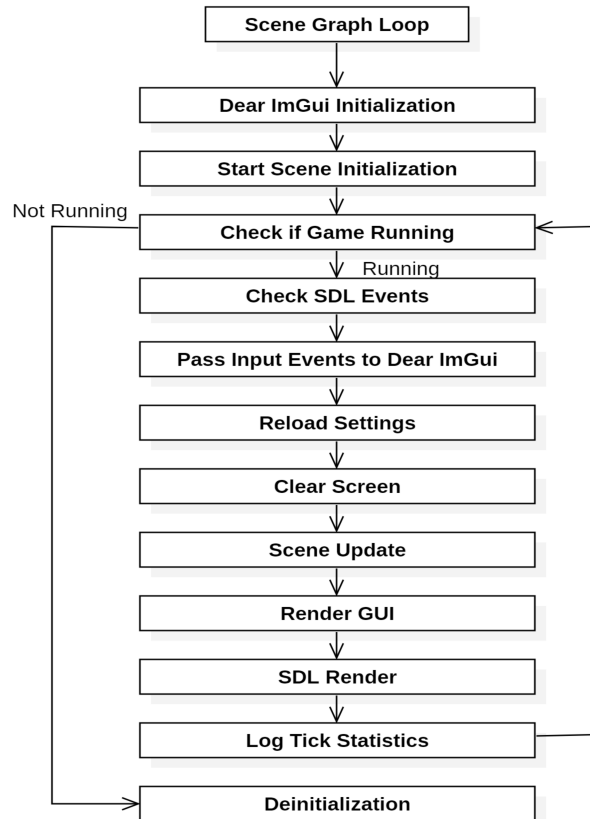 Scene Graph Loop
Dear ImGui Initialization
Start Scene Initialization
Not Running
Check if Game Running
Running
Check SDL Events
Pass Input Events to Dear ImGui
Reload Settings
Clear Screen
Scene Update
Render GUI
SDL Render
Log Tick Statistics
Deinitialization